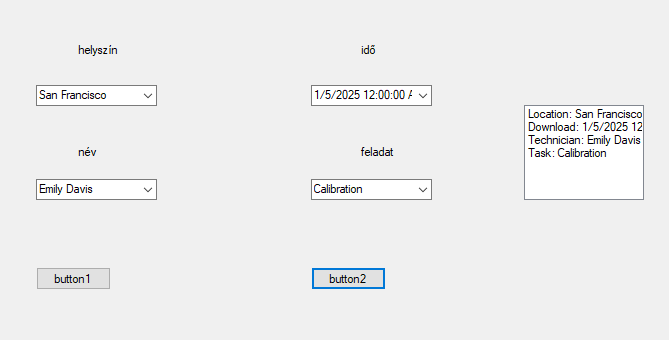 helyszín
idő
San Francisco
1/5/2025 12:00:00 A
név
feladat
Emily Davis
Calibration
Location: San Francisco
Download: 1/5/2025 12
Technician: Emily Davis
Task: Calibration
button1
button2